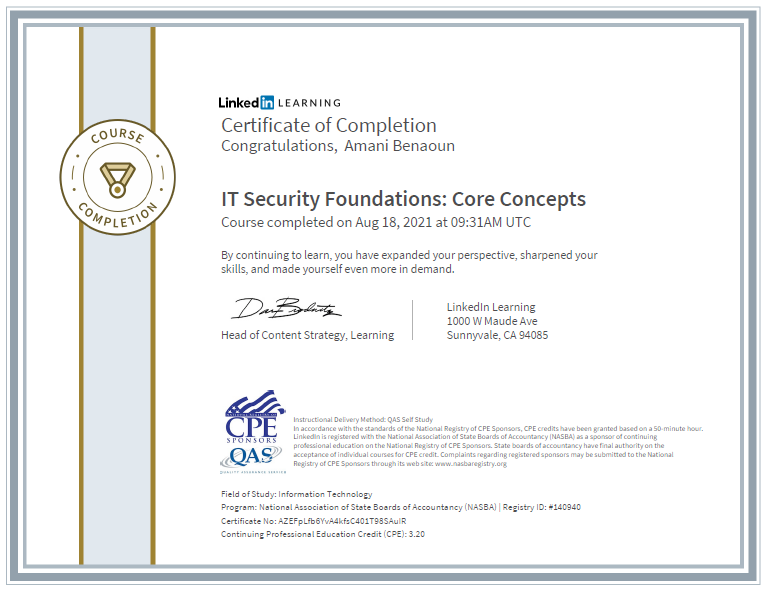 COURSE
COMPLETION
LinkedIn LEARNING
Certificate of Completion
Congratulations, Amani Benaoun
IT Security Foundations: Core Concepts
Course completed on Aug 18, 2021 at 09:31AM UTC
By continuing to learn, you have expanded your perspective, sharpened your
skills, and made yourself even more in demand.
Head of Content Strategy, Learning
LinkedIn Learning
1000 W Maude Ave
Sunnyvale, CA 94085
NATIONAL REGISTRY OF
CPE
SPONSORS
QAS
QUALITY ASSURANCE SERVICE
Instructional Delivery Method: QAS Self Study
In accordance with the standards of the National Registry of CPE Sponsors, CPE credits have been granted based on a 50-minute hour.
LinkedIn is registered with the National Association of State Boards of Accountancy (NASBA) as a sponsor of continuing
professional education on the National Registry of CPE Sponsors. State boards of accountancy have final authority on the
acceptance of individual courses for CPE credit. Complaints regarding registered sponsors may be submitted to the National
Registry of CPE Sponsors through its web site: www.nasbaregistry.org
Field of Study: Information Technology
Program: National Association of State Boards of Accountancy (NASBA) | Registry ID: #140940
Certificate No: AZEFpLfb6YvA4kfsC401T98SAuIR
Continuing Professional Education Credit (CPE): 3.20